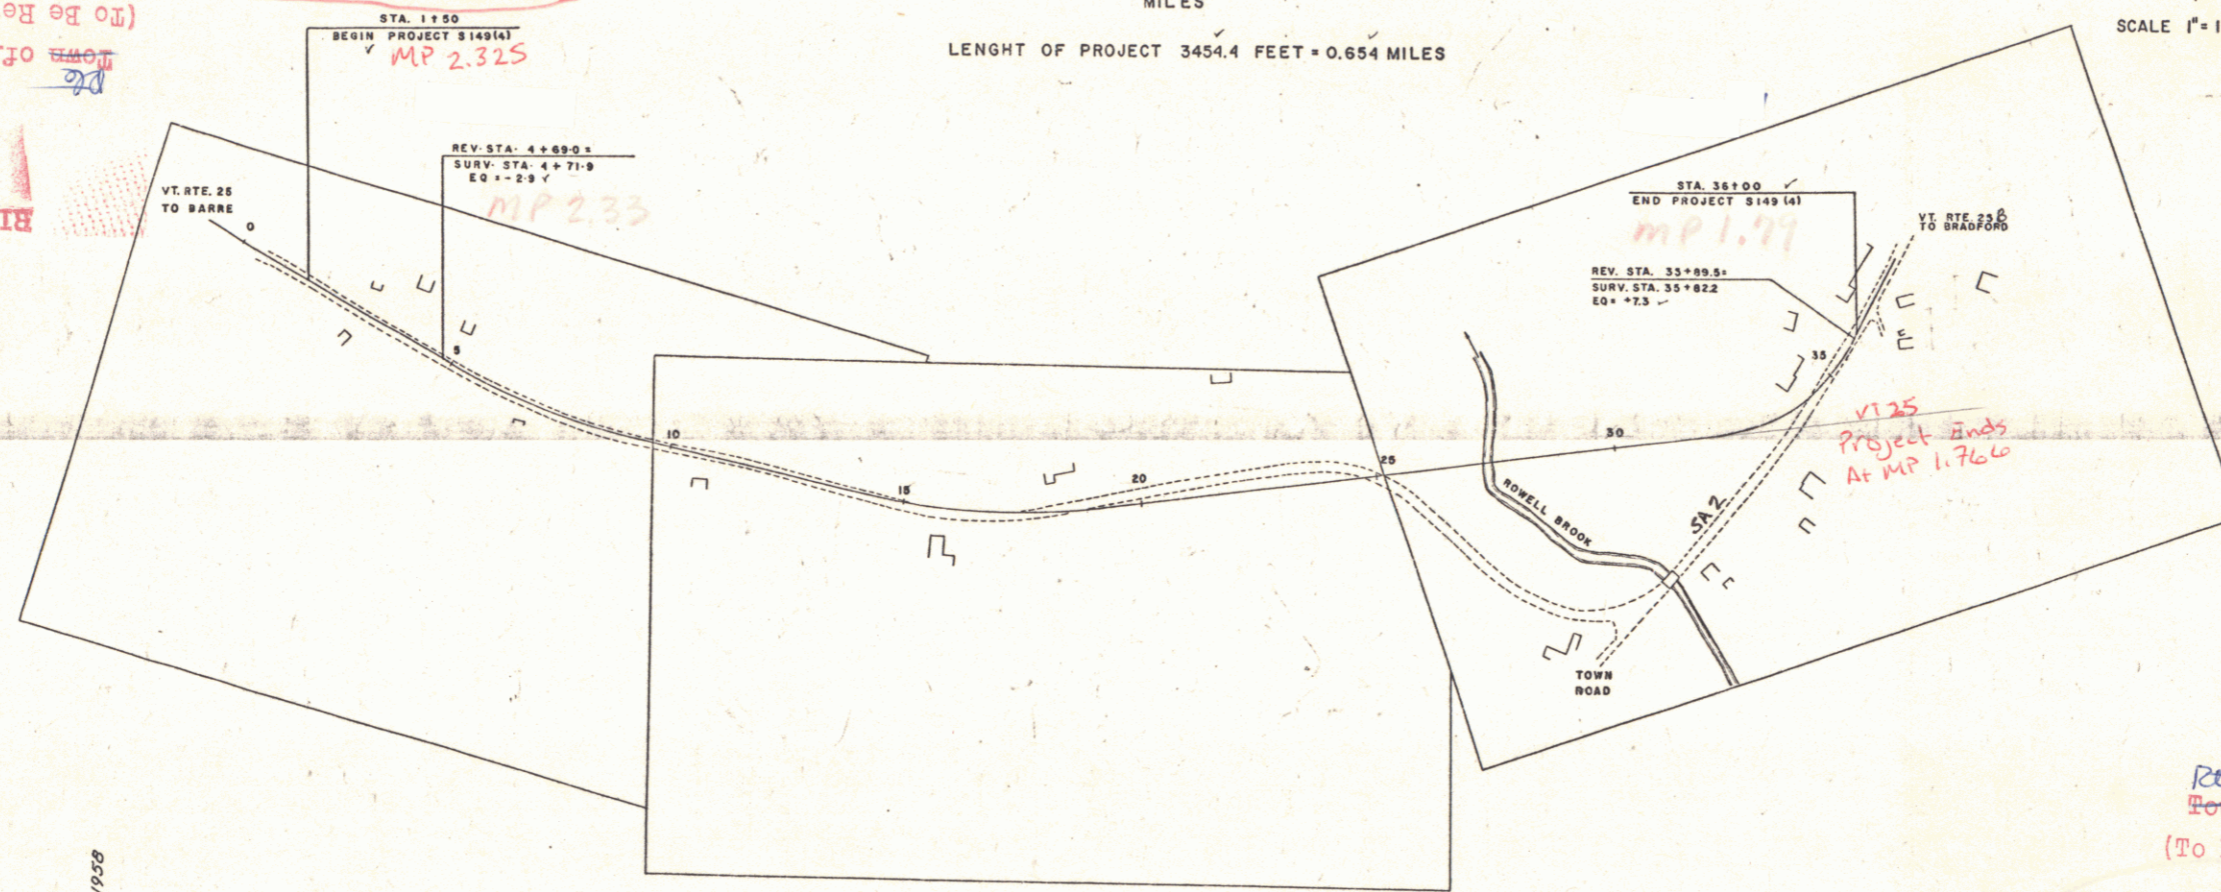 MILES
LENGHT OF PROJECT 3454.4 FEET = 0.654 MILES
SCALE 1"= 1
(To Be Re
Town of
Rte
STA. 1+50
BEGIN PROJECT S149(4)
MP 2.325
REV. STA. 4+69.0 =
SURV. STA. 4+71.9
EQ = -2.9
MP 2.33
VT. RTE. 25
TO BARRE
0
5
10
15
20
25
30
35
STA. 36+00
END PROJECT S149 (4)
MP 1.79
REV. STA. 35+89.5=
SURV. STA. 35+82.2
EQ= +7.3
VT. RTE. 25B
TO BRADFORD
VT 25
Project Ends
At MP 1.766
ROWELL BROOK
SA 2
TOWN
ROAD
1958
(To